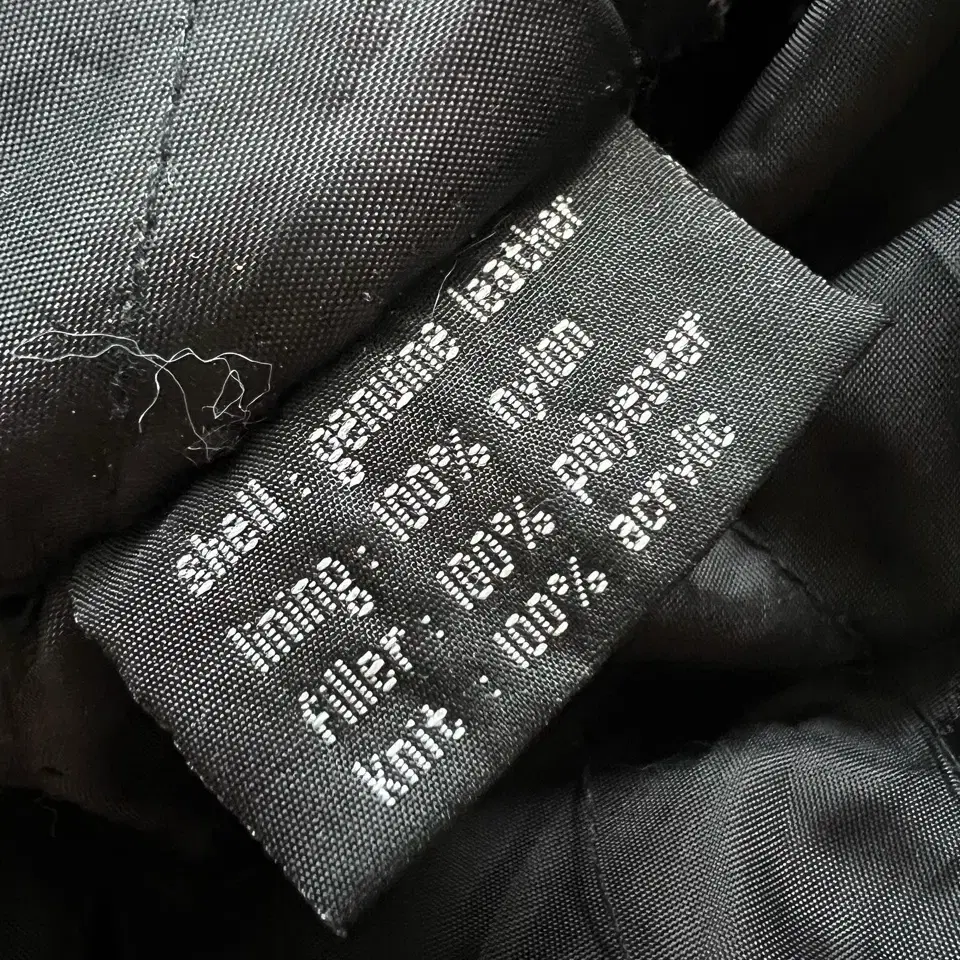 shell : genuine leather
lining : 100% nylon
filler : 100% polyester
knit : 100% acrylic